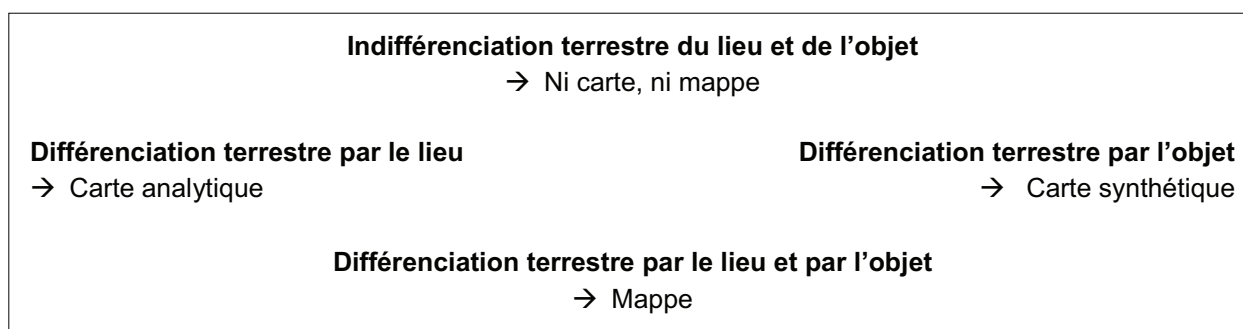 Indifférenciation terrestre du lieu et de l’objet
→ Ni carte, ni mappe
Différenciation terrestre par le lieu
→ Carte analytique
Différenciation terrestre par l’objet
→ Carte synthétique
Différenciation terrestre par le lieu et par l’objet
→ Mappe